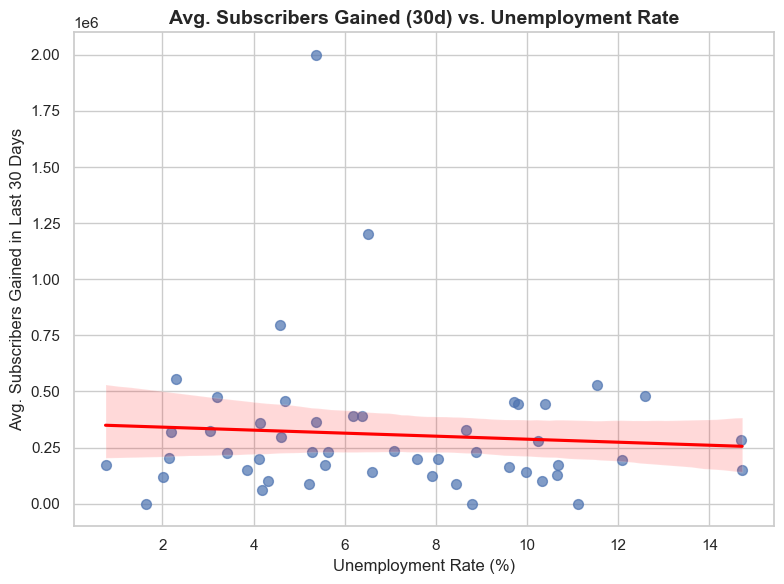 Avg. Subscribers Gained (30d) vs. Unemployment Rate
1e6
2.00
1.75
1.50
1.25
1.00
0.75
0.50
0.25
0.00
Avg. Subscribers Gained in Last 30 Days
2 4 6 8 10 12 14
Unemployment Rate (%)